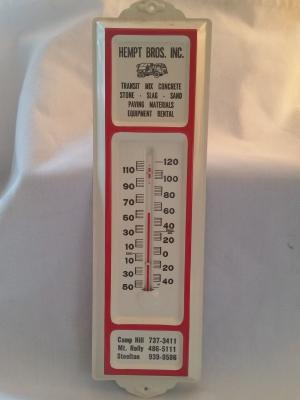 HEMPT BROS. INC.
TRANSIT MIX CONCRETE
STONE - SLAG - SAND
PAVING MATERIALS
EQUIPMENT RENTAL
120
110 100
90 80
70 60
50 40
30 20
10 0
10 20
30 40
50
Camp Hill 737-3411
Mt. Holly 486-5111
Steelton 939-9596